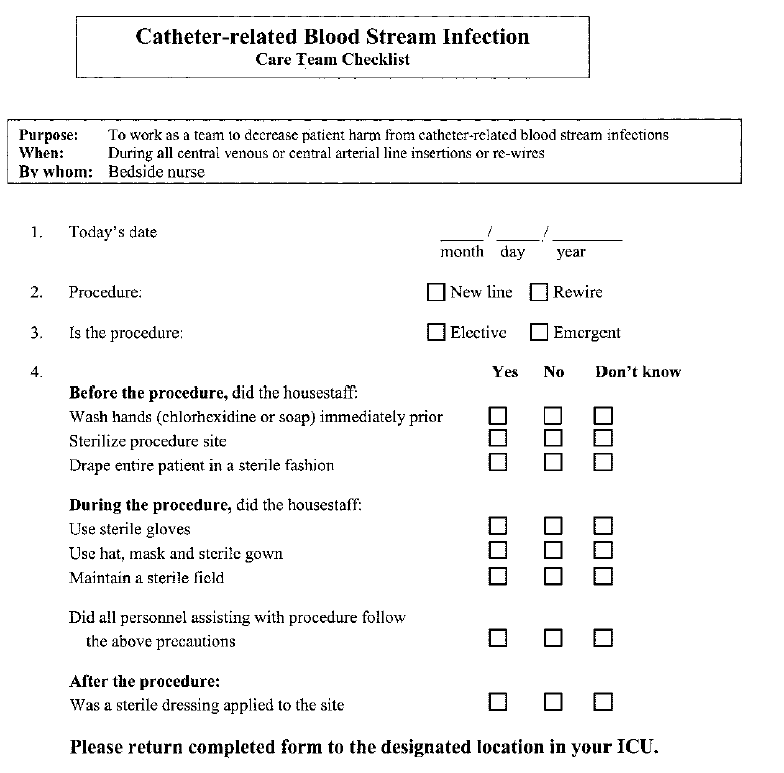 Catheter-related Blood Stream Infection
Care Team Checklist
Purpose: To work as a team to decrease patient harm from catheter-related blood stream infections
When: During all central venous or central arterial line insertions or re-wires
By whom: Bedside nurse
1. Today's date ____ / ____ / ______
month day year
2. Procedure: □ New line □ Rewire
3. Is the procedure: □ Elective □ Emergent
4. Yes No Don't know
Before the procedure, did the housestaff:
Wash hands (chlorhexidine or soap) immediately prior □ □ □
Sterilize procedure site □ □ □
Drape entire patient in a sterile fashion □ □ □
During the procedure, did the housestaff:
Use sterile gloves □ □ □
Use hat, mask and sterile gown □ □ □
Maintain a sterile field □ □ □
Did all personnel assisting with procedure follow
the above precautions □ □ □
After the procedure:
Was a sterile dressing applied to the site □ □ □
Please return completed form to the designated location in your ICU.